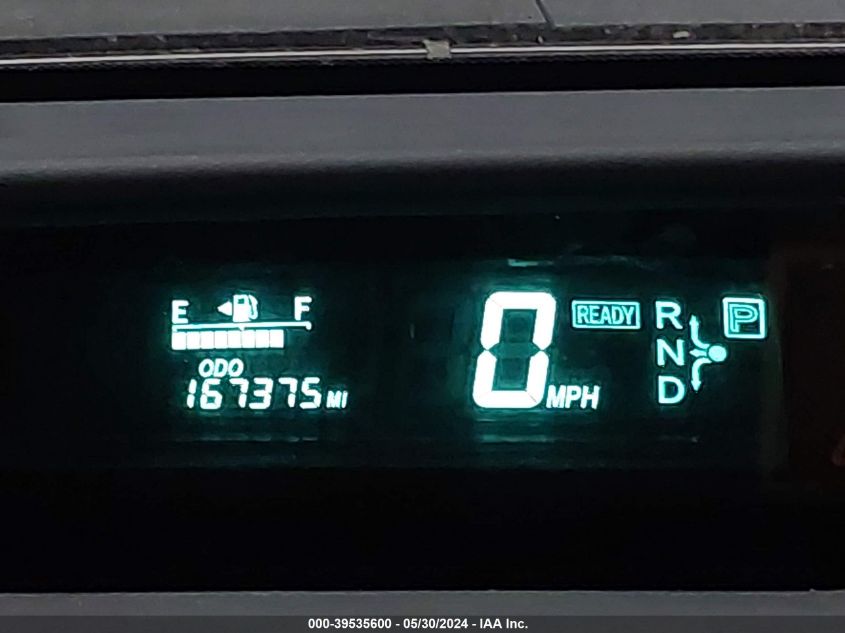 E F
ODO
167375 MI
0 MPH
READY
R
N
D
P
000-39535600 - 05/30/2024 - IAA Inc.